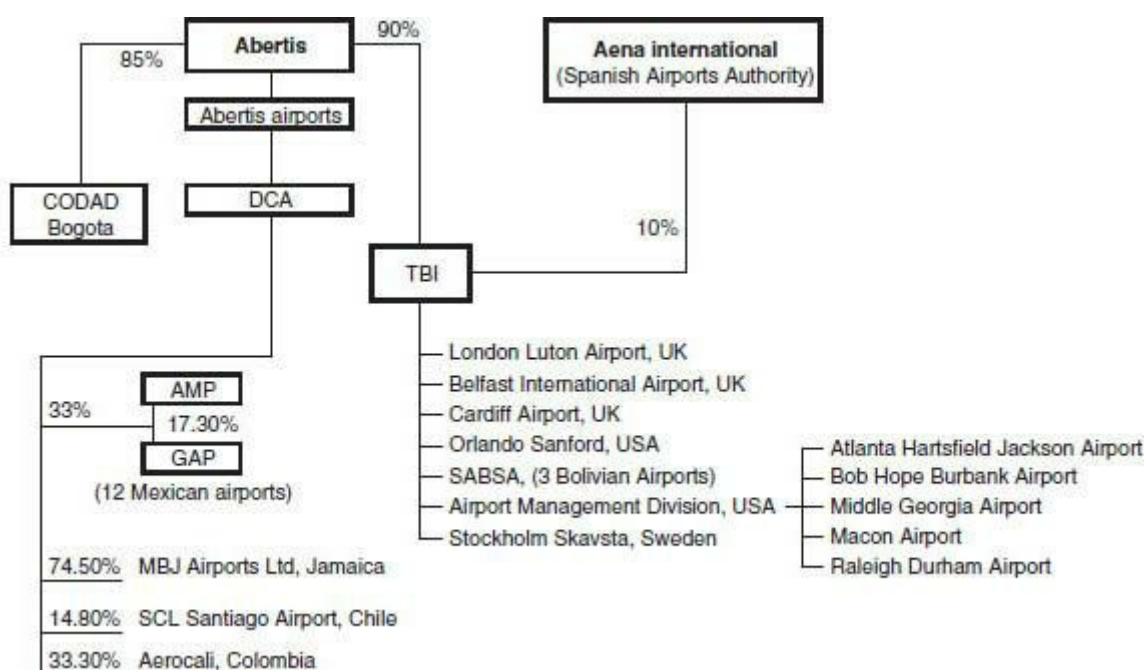 Abertis
90%
85%
Aena international
(Spanish Airports Authority)
Abertis airports
CODAD
Bogota
DCA
10%
TBI
London Luton Airport, UK
Belfast International Airport, UK
Cardiff Airport, UK
Orlando Sanford, USA
SABSA, (3 Bolivian Airports)
Airport Management Division, USA
Stockholm Skavsta, Sweden
Atlanta Hartsfield Jackson Airport
Bob Hope Burbank Airport
Middle Georgia Airport
Macon Airport
Raleigh Durham Airport
33%
AMP
17.30%
GAP
(12 Mexican airports)
74.50% MBJ Airports Ltd, Jamaica
14.80% SCL Santiago Airport, Chile
33.30% Aerocali, Colombia